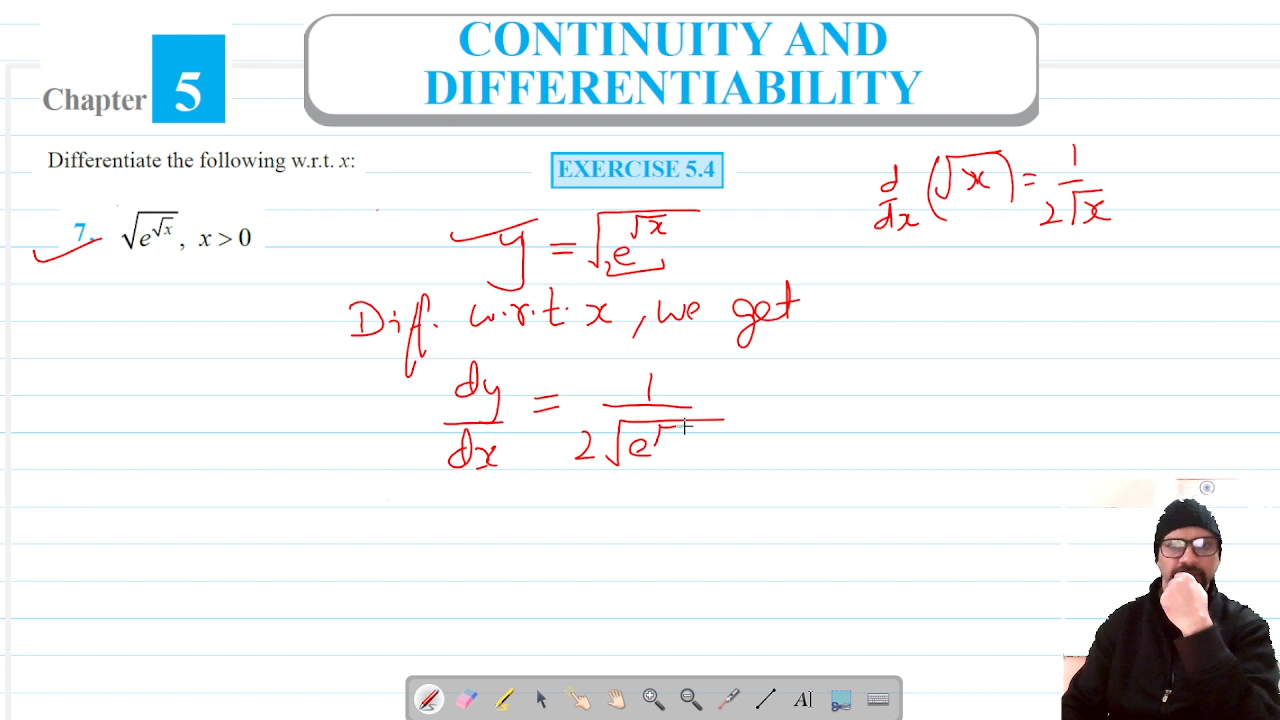 Chapter 5
CONTINUITY AND
DIFFERENTIABILITY
Differentiate the following w.r.t. x:
EXERCISE 5.4
7. √(e^√x), x > 0
d/dx (√x) = 1/(2√x)
y = √(e^√x)
Diff. w.r.t. x, we get
dy/dx = 1/(2√(e^√
AI